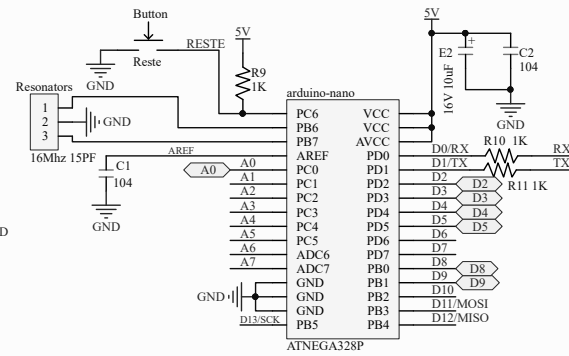 Button
RESTE
Reste
GND
5V
R9
1K
Resonators
1
2
3
GND
16Mhz 15PF
AREF
C1
104
GND
D
A0
A0
A1
A2
A3
A4
A5
A6
A7
GND
D13/SCK
arduino-nano
PC6
PB6
PB7
AREF
PC0
PC1
PC2
PC3
PC4
PC5
ADC6
ADC7
GND
GND
GND
PB5
VCC
VCC
AVCC
PD0
PD1
PD2
PD3
PD4
PD5
PD6
PD7
PB0
PB1
PB2
PB3
PB4
ATNEGA328P
5V
E2
+
16V 10uF
C2
104
GND
R10 1K
D0/RX
RX
D1/TX
TX
R11 1K
D2
D2
D3
D3
D4
D4
D5
D5
D6
D7
D8
D8
D9
D9
D10
D11/MOSI
D12/MISO